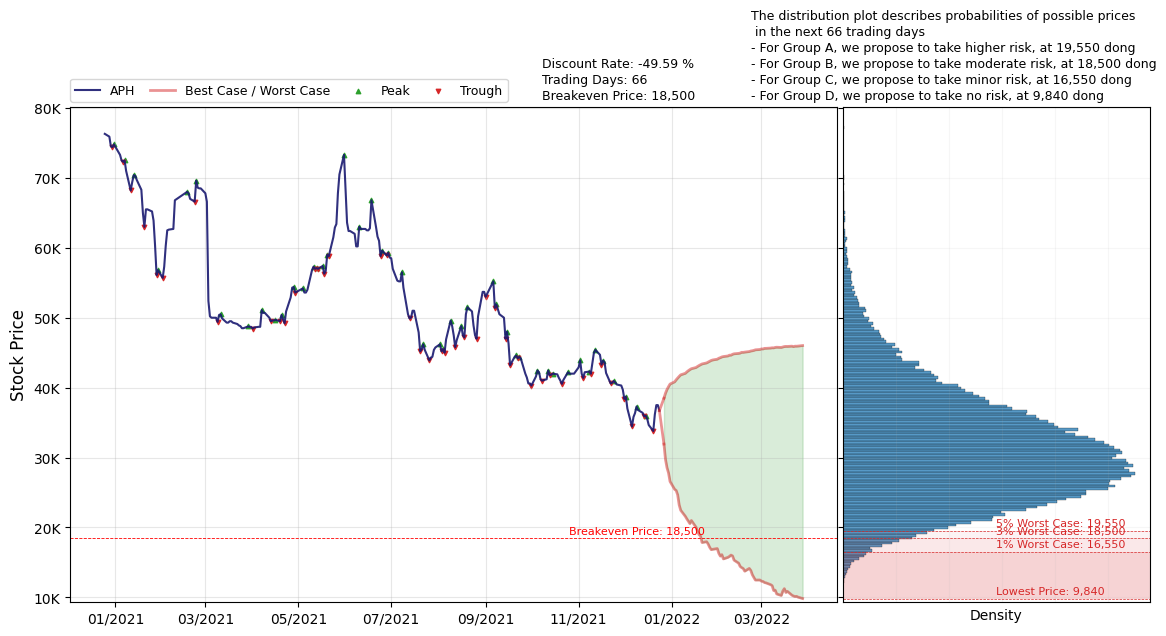 The distribution plot describes probabilities of possible prices
in the next 66 trading days
- For Group A, we propose to take higher risk, at 19,550 dong
- For Group B, we propose to take moderate risk, at 18,500 dong
- For Group C, we propose to take minor risk, at 16,550 dong
- For Group D, we propose to take no risk, at 9,840 dong
Discount Rate: -49.59 %
Trading Days: 66
Breakeven Price: 18,500
APH Best Case / Worst Case Peak Trough
80K
70K
60K
50K
40K
30K
20K
10K
Stock Price
Breakeven Price: 18,500
5% Worst Case: 19,550
3% Worst Case: 18,500
1% Worst Case: 16,550
Lowest Price: 9,840
01/2021 03/2021 05/2021 07/2021 09/2021 11/2021 01/2022 03/2022
Density